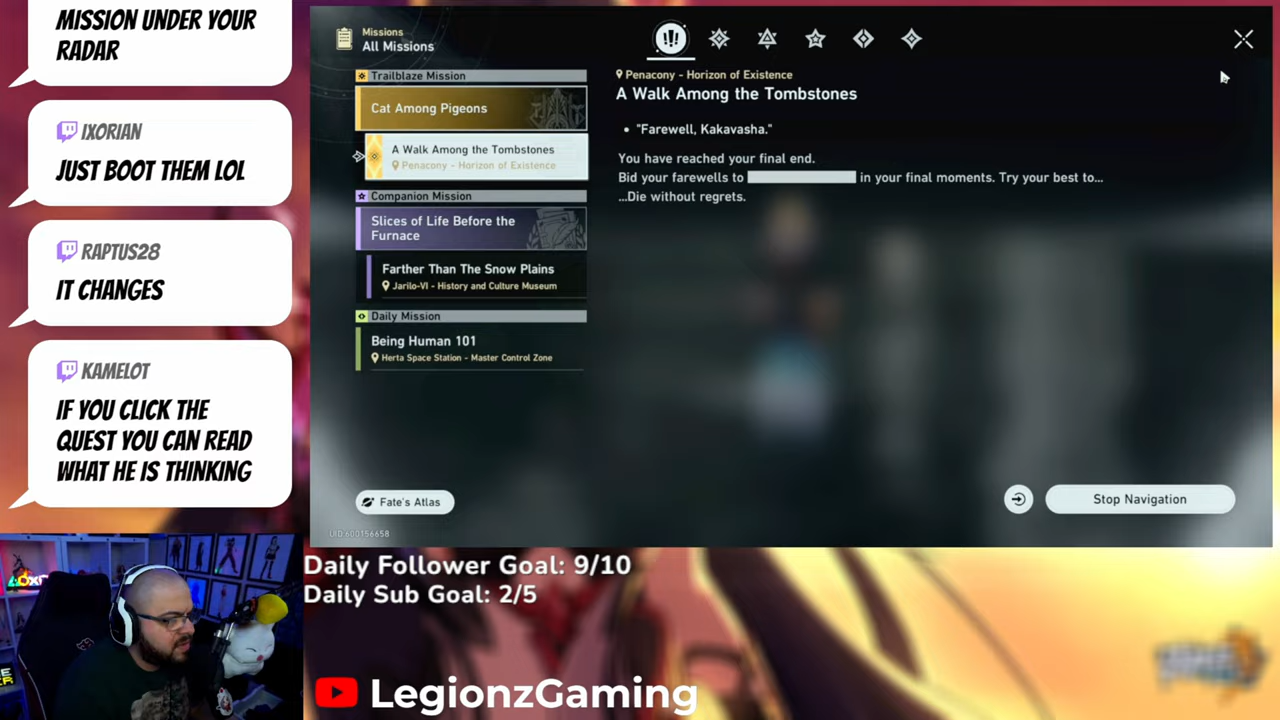 MISSION UNDER YOUR
RADAR
IXORIAN
JUST BOOT THEM LOL
RAPTUS28
IT CHANGES
KAMELOT
IF YOU CLICK THE
QUEST YOU CAN READ
WHAT HE IS THINKING
Missions
All Missions
Trailblaze Mission
Cat Among Pigeons
A Walk Among the Tombstones
Penacony - Horizon of Existence
Companion Mission
Slices of Life Before the
Furnace
Farther Than The Snow Plains
Jarilo-VI - History and Culture Museum
Daily Mission
Being Human 101
Herta Space Station - Master Control Zone
Fate's Atlas
UID:600156658
Penacony - Horizon of Existence
A Walk Among the Tombstones
• "Farewell, Kakavasha."
You have reached your final end.
Bid your farewells to in your final moments. Try your best to...
...Die without regrets.
Stop Navigation
Daily Follower Goal: 9/10
Daily Sub Goal: 2/5
LegionzGaming